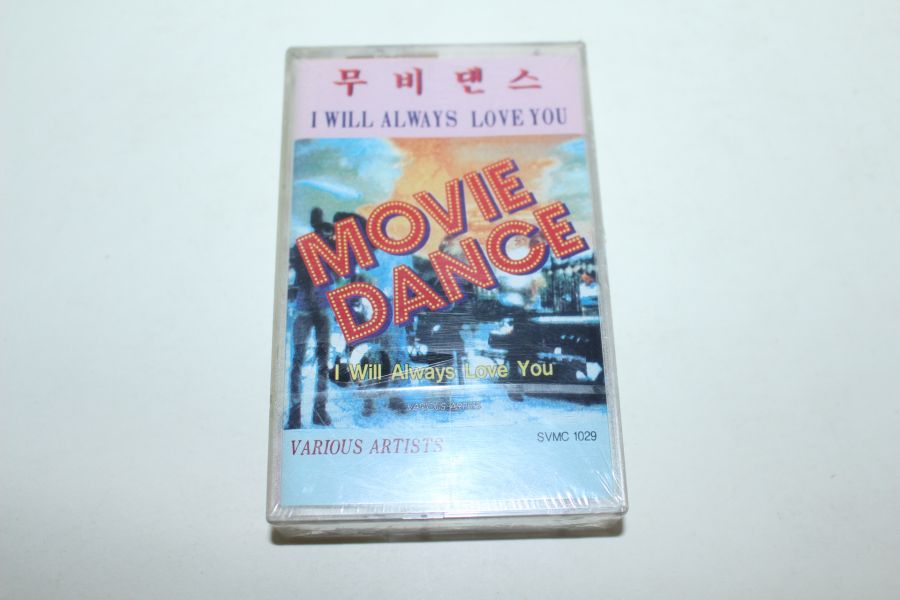 무비댄스
I WILL ALWAYS LOVE YOU
MOVIE
DANCE
I Will Always Love You
VARIOUS ARTISTS
VARIOUS ARTISTS
SVMC 1029